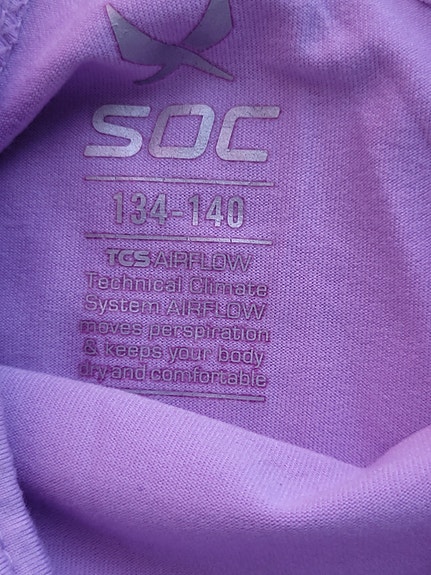 SOC
134-140
TCS AIRFLOW
Technical Climate
System AIRFLOW
moves perspiration
& keeps your body
dry and comfortable